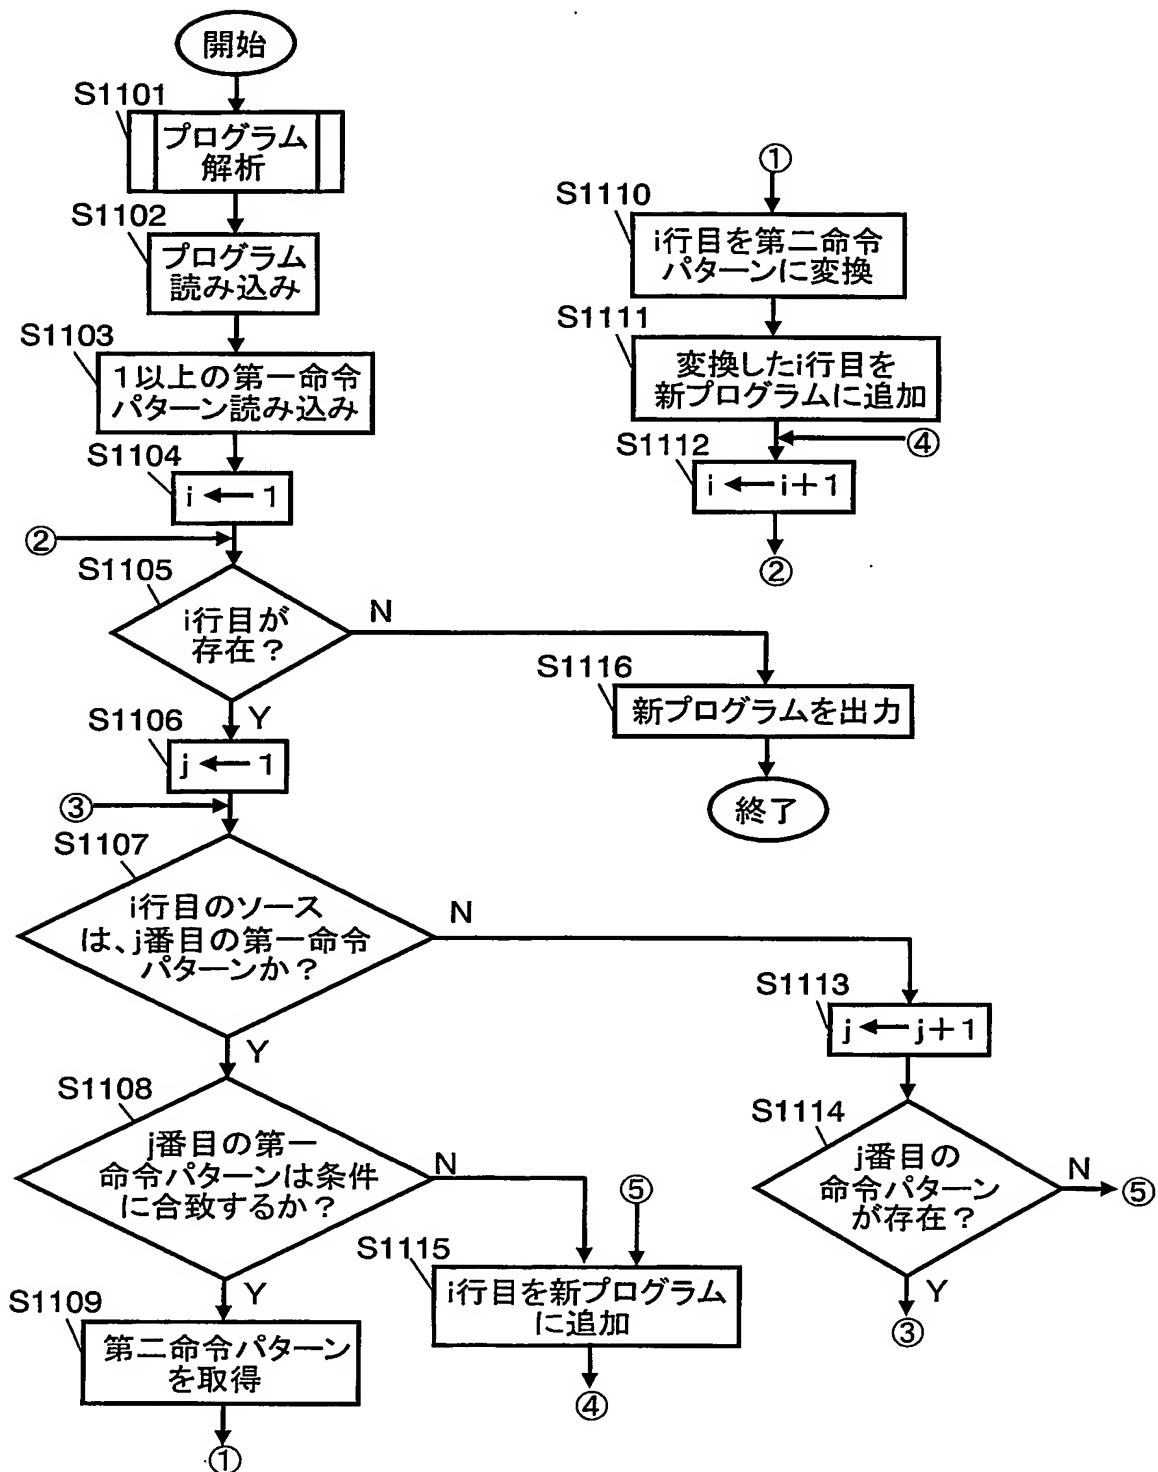 開始
S1101
プログラム
解析
S1102
プログラム
読み込み
S1103
1以上の第一命令
パターン読み込み
S1104
i ← 1
②
S1105
i行目が
存在？
N
Y
S1106
j ← 1
③
S1107
i行目のソース
は、j番目の第一命令
パターンか？
N
Y
S1108
j番目の第一
命令パターンは条件
に合致するか？
N
Y
S1109
第二命令パターン
を取得
①
①
S1110
i行目を第二命令
パターンに変換
S1111
変換したi行目を
新プログラムに追加
④
S1112
i ← i＋1
②
S1116
新プログラムを出力
終了
S1113
j ← j＋1
S1114
j番目の
命令パターン
が存在？
N
⑤
Y
③
⑤
S1115
i行目を新プログラム
に追加
④